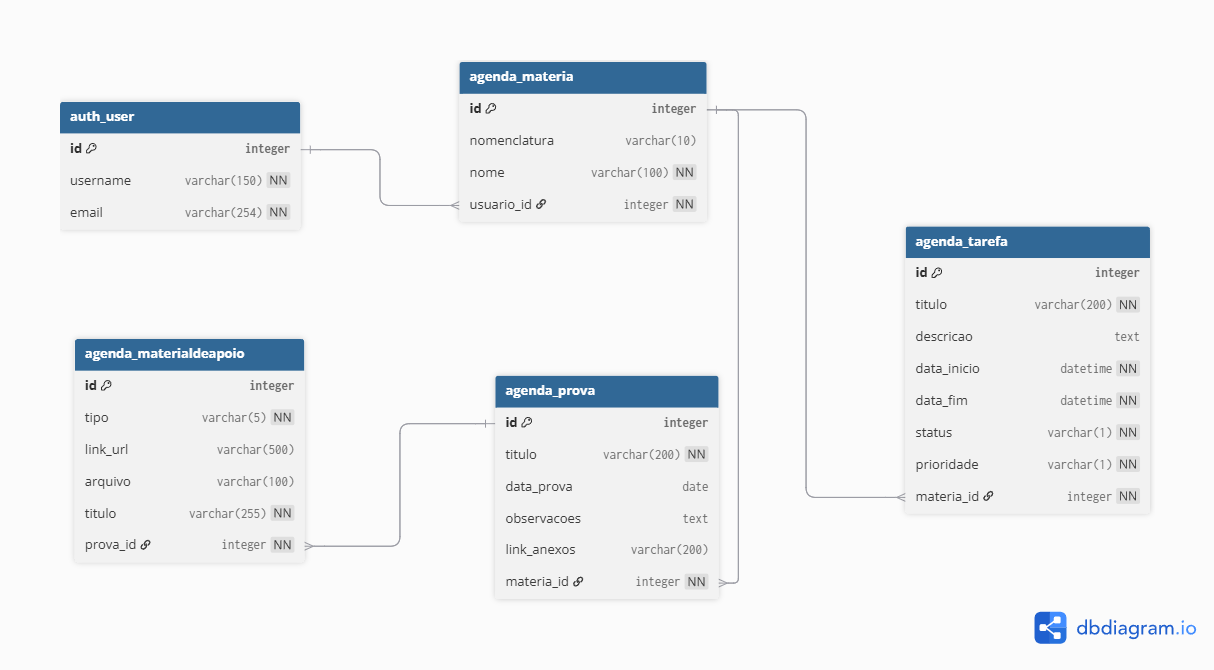 auth_user
id integer
username varchar(150) NN
email varchar(254) NN
agenda_materia
id integer
nomenclatura varchar(10)
nome varchar(100) NN
usuario_id integer NN
agenda_tarefa
id integer
titulo varchar(200) NN
descricao text
data_inicio datetime NN
data_fim datetime NN
status varchar(1) NN
prioridade varchar(1) NN
materia_id integer NN
agenda_materialdeapoio
id integer
tipo varchar(5) NN
link_url varchar(500)
arquivo varchar(100)
titulo varchar(255) NN
prova_id integer NN
agenda_prova
id integer
titulo varchar(200) NN
data_prova date
observacoes text
link_anexos varchar(200)
materia_id integer NN
dbdiagram.io